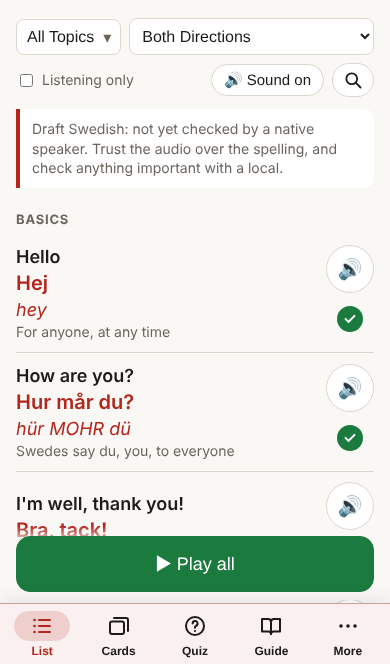 All Topics
Both Directions
Listening only
Sound on
Draft Swedish: not yet checked by a native
speaker. Trust the audio over the spelling, and
check anything important with a local.
BASICS
Hello
Hej
hey
For anyone, at any time
How are you?
Hur mår du?
hür MOHR dü
Swedes say du, you, to everyone
I'm well, thank you!
Bra, tack!
Play all
List
Cards
Quiz
Guide
More